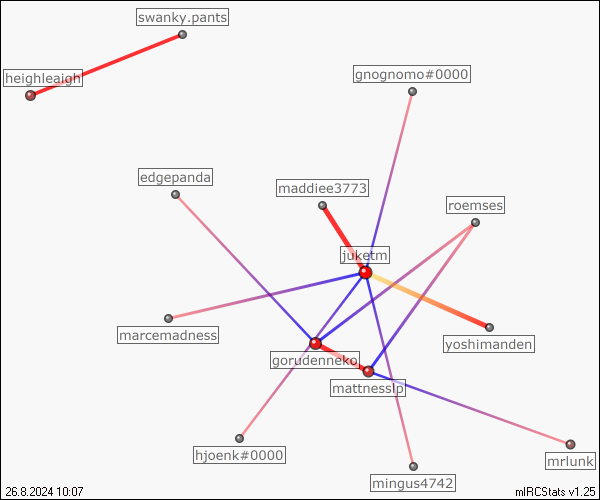 swanky.pants
heighleaigh
gnognomo#0000
edgepanda
maddiee3773
roemses
juketm
marcemadness
yoshimanden
gorudenneko
mattnesslp
hjoenk#0000
mrlunk
mingus4742
26.8.2024 10:07
mIRCStats v1.25